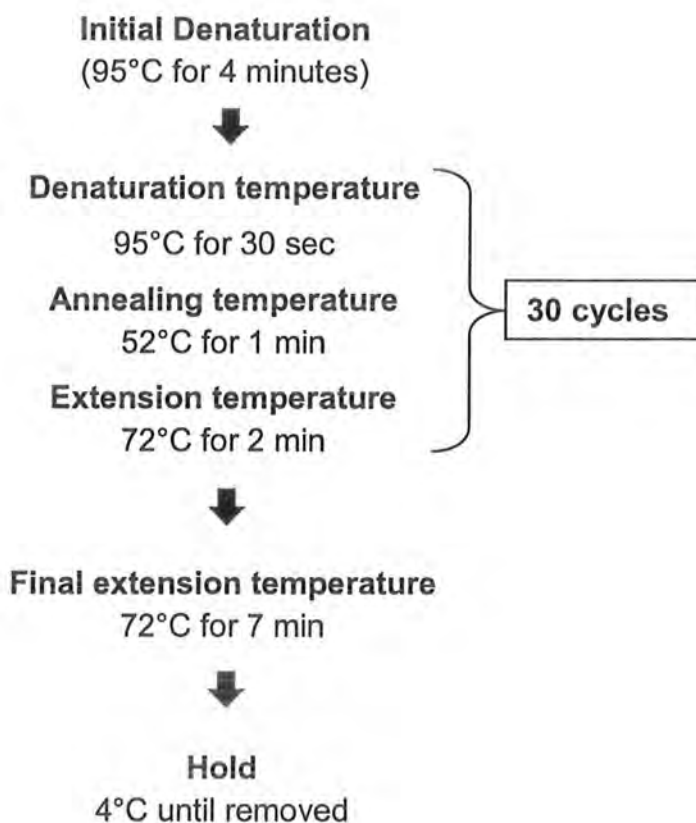 Initial Denaturation
(95°C for 4 minutes)
Denaturation temperature
95°C for 30 sec
Annealing temperature
52°C for 1 min
Extension temperature
72°C for 2 min
30 cycles
Final extension temperature
72°C for 7 min
Hold
4°C until removed